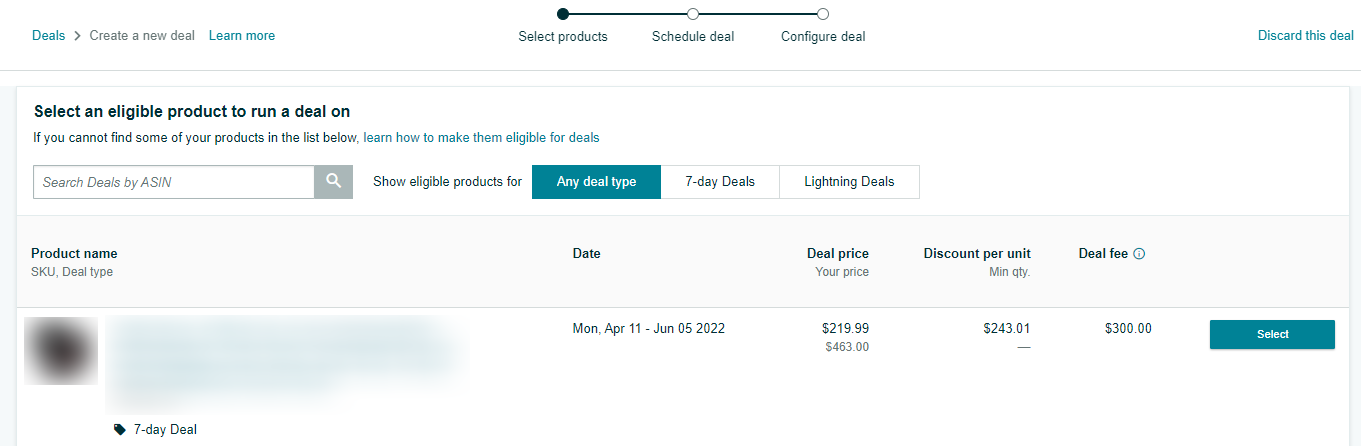 Deals > Create a new deal Learn more
Select products Schedule deal Configure deal
Discard this deal
Select an eligible product to run a deal on
If you cannot find some of your products in the list below, learn how to make them eligible for deals
Search Deals by ASIN
Show eligible products for Any deal type 7-day Deals Lightning Deals
Product name Date Deal price Discount per unit Deal fee
SKU, Deal type Your price Min qty.
Mon, Apr 11 - Jun 05 2022 $219.99 $243.01 $300.00 Select
$463.00 —
7-day Deal